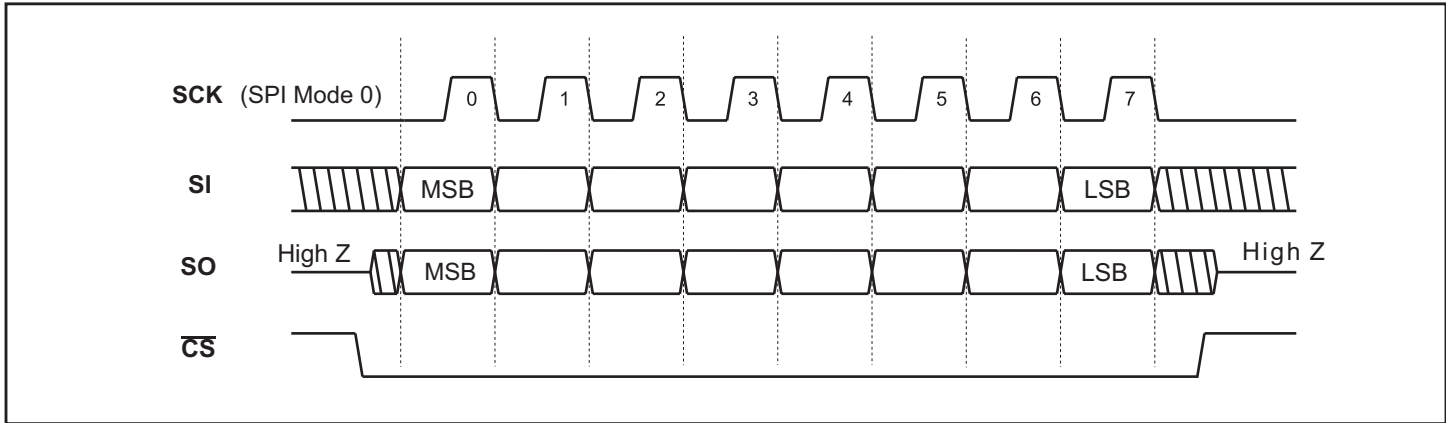 SCK (SPI Mode 0) 0 1 2 3 4 5 6 7
SI MSB LSB
SO High Z MSB LSB High Z
CS